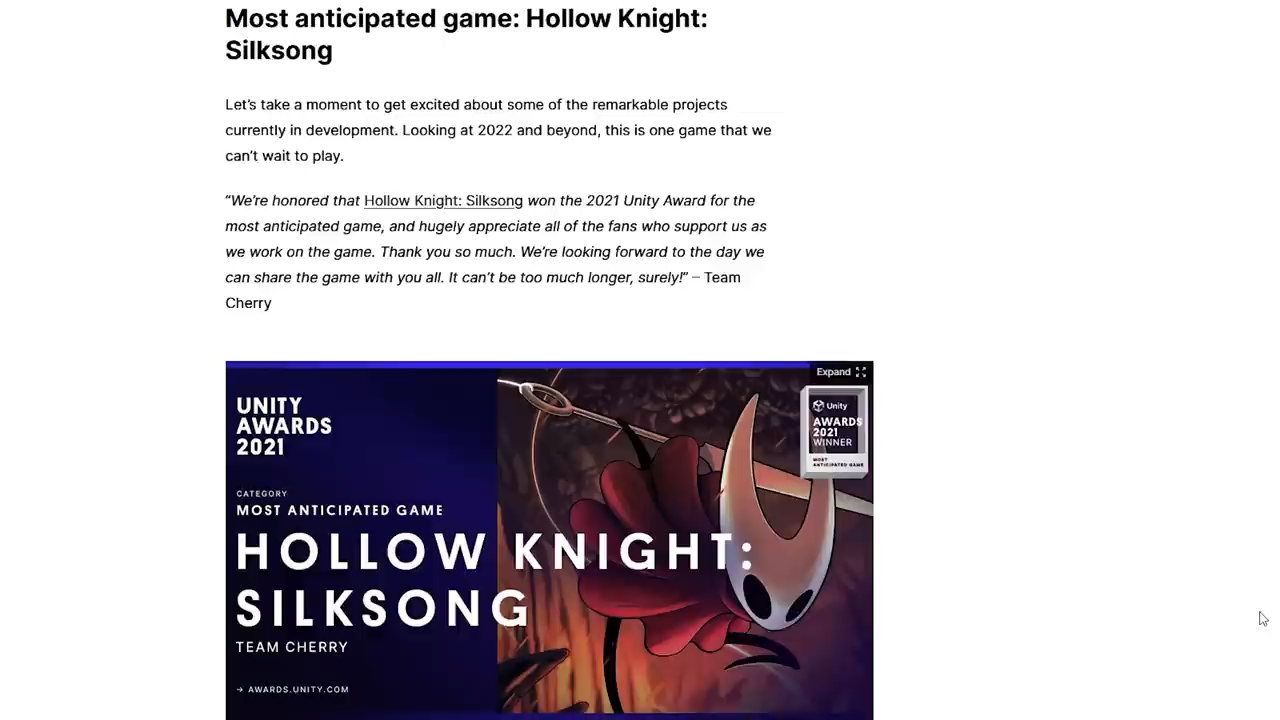 Most anticipated game: Hollow Knight:
Silksong
Let’s take a moment to get excited about some of the remarkable projects
currently in development. Looking at 2022 and beyond, this is one game that we
can’t wait to play.
“We’re honored that Hollow Knight: Silksong won the 2021 Unity Award for the
most anticipated game, and hugely appreciate all of the fans who support us as
we work on the game. Thank you so much. We’re looking forward to the day we
can share the game with you all. It can’t be too much longer, surely!” – Team
Cherry
Expand
UNITY
AWARDS
2021
Unity
AWARDS
2021
WINNER
MOST
ANTICIPATED GAME
CATEGORY
MOST ANTICIPATED GAME
HOLLOW KNIGHT:
SILKSONG
TEAM CHERRY
→ AWARDS.UNITY.COM